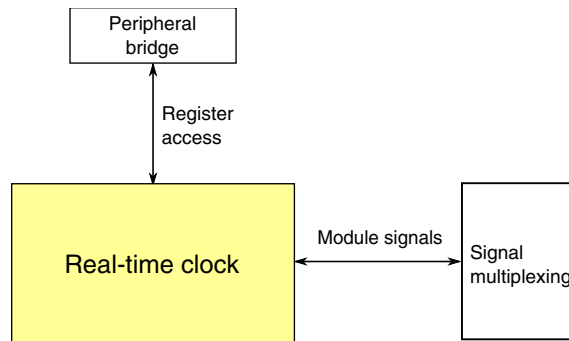 Peripheral
bridge
Register
access
Real-time clock
Module signals
Signal
multiplexing